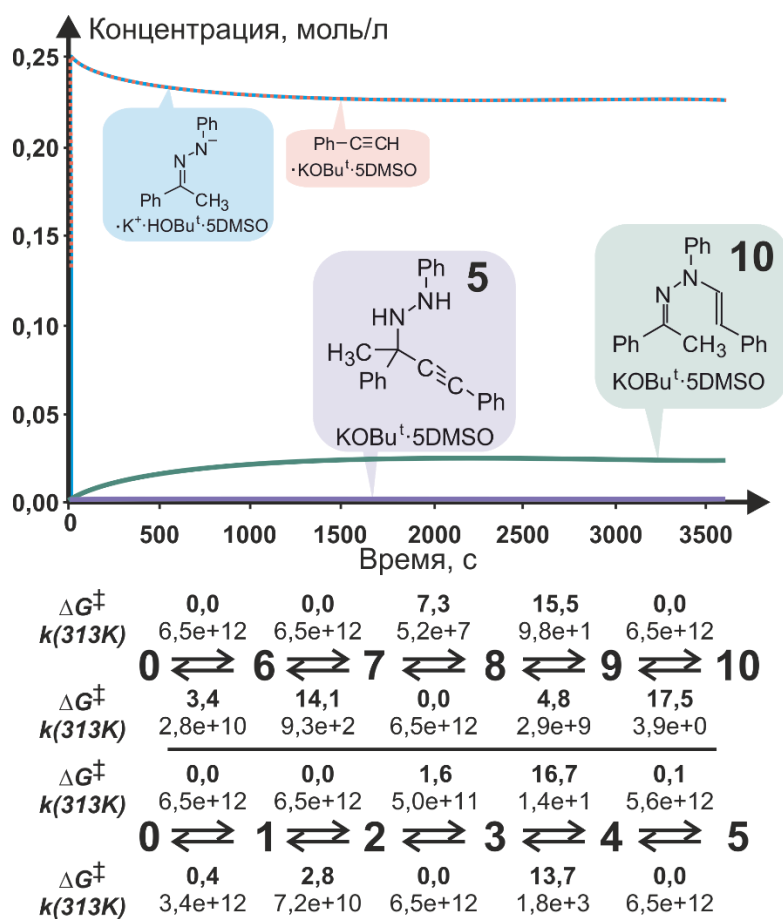 Концентрация, моль/л
0,25
0,20
0,15
0,10
0,05
0,00
Ph
N
N–
Ph
CH3
·K+·HOBut·5DMSO
Ph–C≡CH
·KOBut·5DMSO
5
Ph
HN
NH
H3C
C≡C
Ph
Ph
KOBut·5DMSO
10
Ph
N
N
Ph
CH3
Ph
KOBut·5DMSO
0 500 1000 1500 2000 2500 3000 3500
Время, с
ΔG‡ 0,0 0,0 7,3 15,5 0,0
k(313K) 6,5e+12 6,5e+12 5,2e+7 9,8e+1 6,5e+12
0 ⇌ 6 ⇌ 7 ⇌ 8 ⇌ 9 ⇌ 10
ΔG‡ 3,4 14,1 0,0 4,8 17,5
k(313K) 2,8e+10 9,3e+2 6,5e+12 2,9e+9 3,9e+0
ΔG‡ 0,0 0,0 1,6 16,7 0,1
k(313K) 6,5e+12 6,5e+12 5,0e+11 1,4e+1 5,6e+12
0 ⇌ 1 ⇌ 2 ⇌ 3 ⇌ 4 ⇌ 5
ΔG‡ 0,4 2,8 0,0 13,7 0,0
k(313K) 3,4e+12 7,2e+10 6,5e+12 1,8e+3 6,5e+12